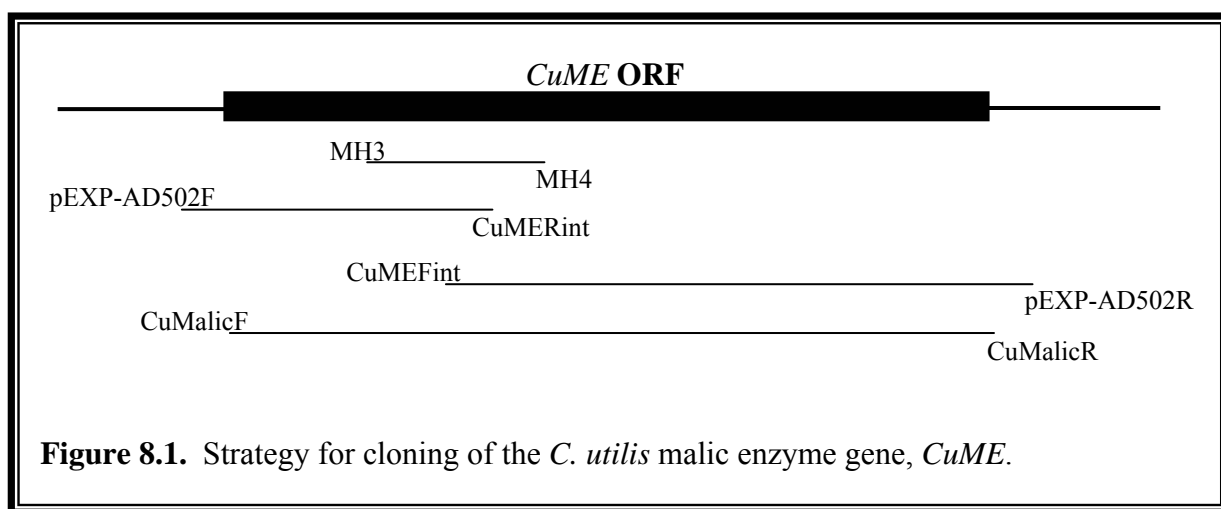 CuME ORF
MH3
MH4
pEXP-AD502F
CuMERint
CuMEFint
pEXP-AD502R
CuMalicF
CuMalicR
Figure 8.1. Strategy for cloning of the C. utilis malic enzyme gene, CuME.